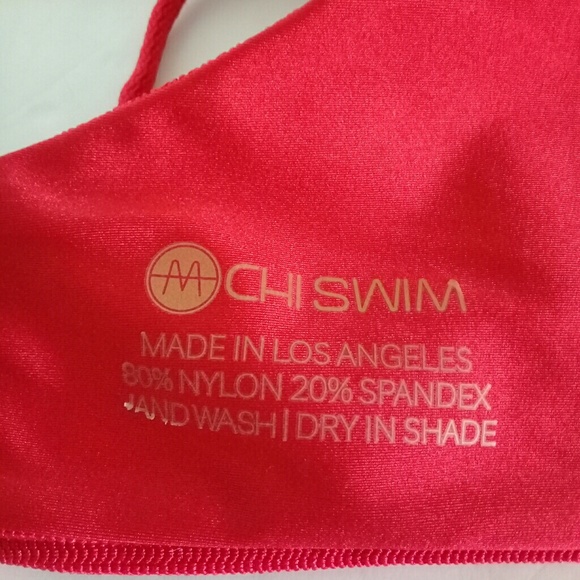 M CHI SWIM
MADE IN LOS ANGELES
80% NYLON 20% SPANDEX
HAND WASH | DRY IN SHADE